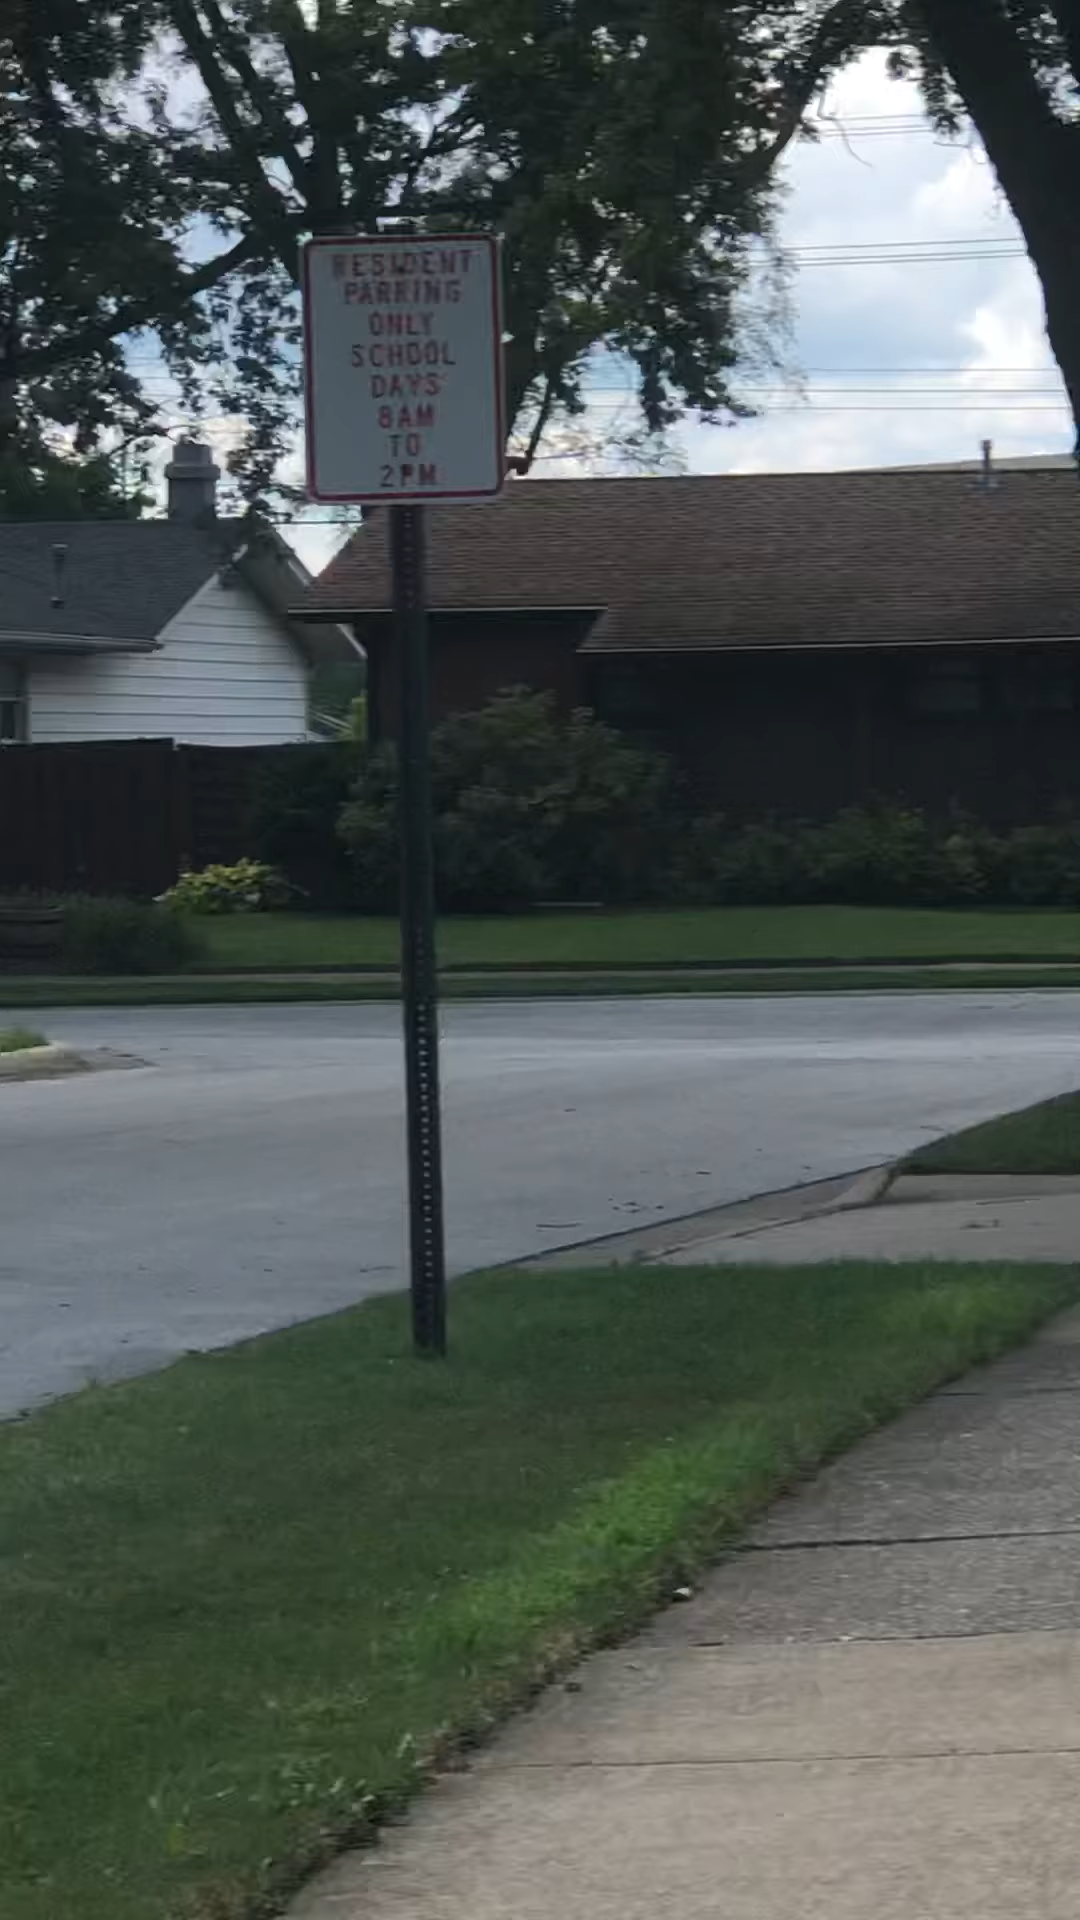 RESIDENT
PARKING
ONLY
SCHOOL
DAYS
8AM
TO
2PM